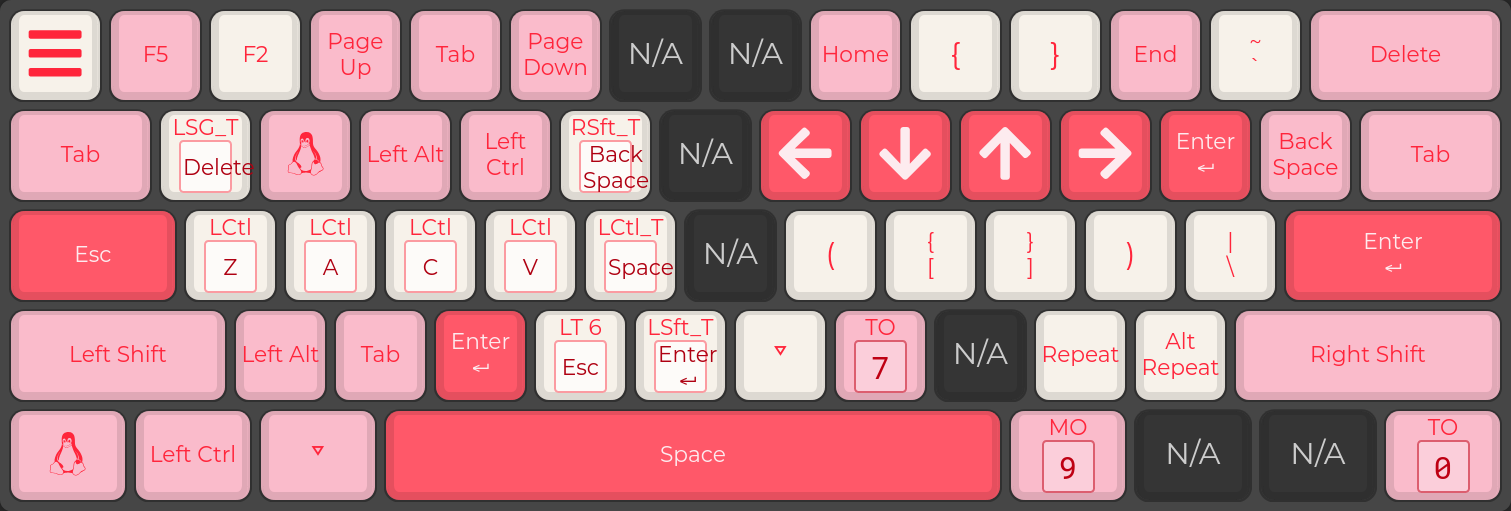 F5
F2
Page
Up
Tab
Page
Down
N/A
N/A
Home
{
}
End
~
`
Delete
Tab
LSG_T
Delete
Left Alt
Left
Ctrl
RSft_T
Back
Space
N/A
←
↓
↑
→
Enter
↵
Back
Space
Tab
Esc
LCtl
Z
LCtl
A
LCtl
C
LCtl
V
LCtl_T
Space
N/A
(
{
[
}
]
)
|
\
Enter
↵
Left Shift
Left Alt
Tab
Enter
↵
LT 6
Esc
LSft_T
Enter
↵
▽
TO
7
N/A
Repeat
Alt
Repeat
Right Shift
Left Ctrl
▽
Space
MO
9
N/A
N/A
TO
0